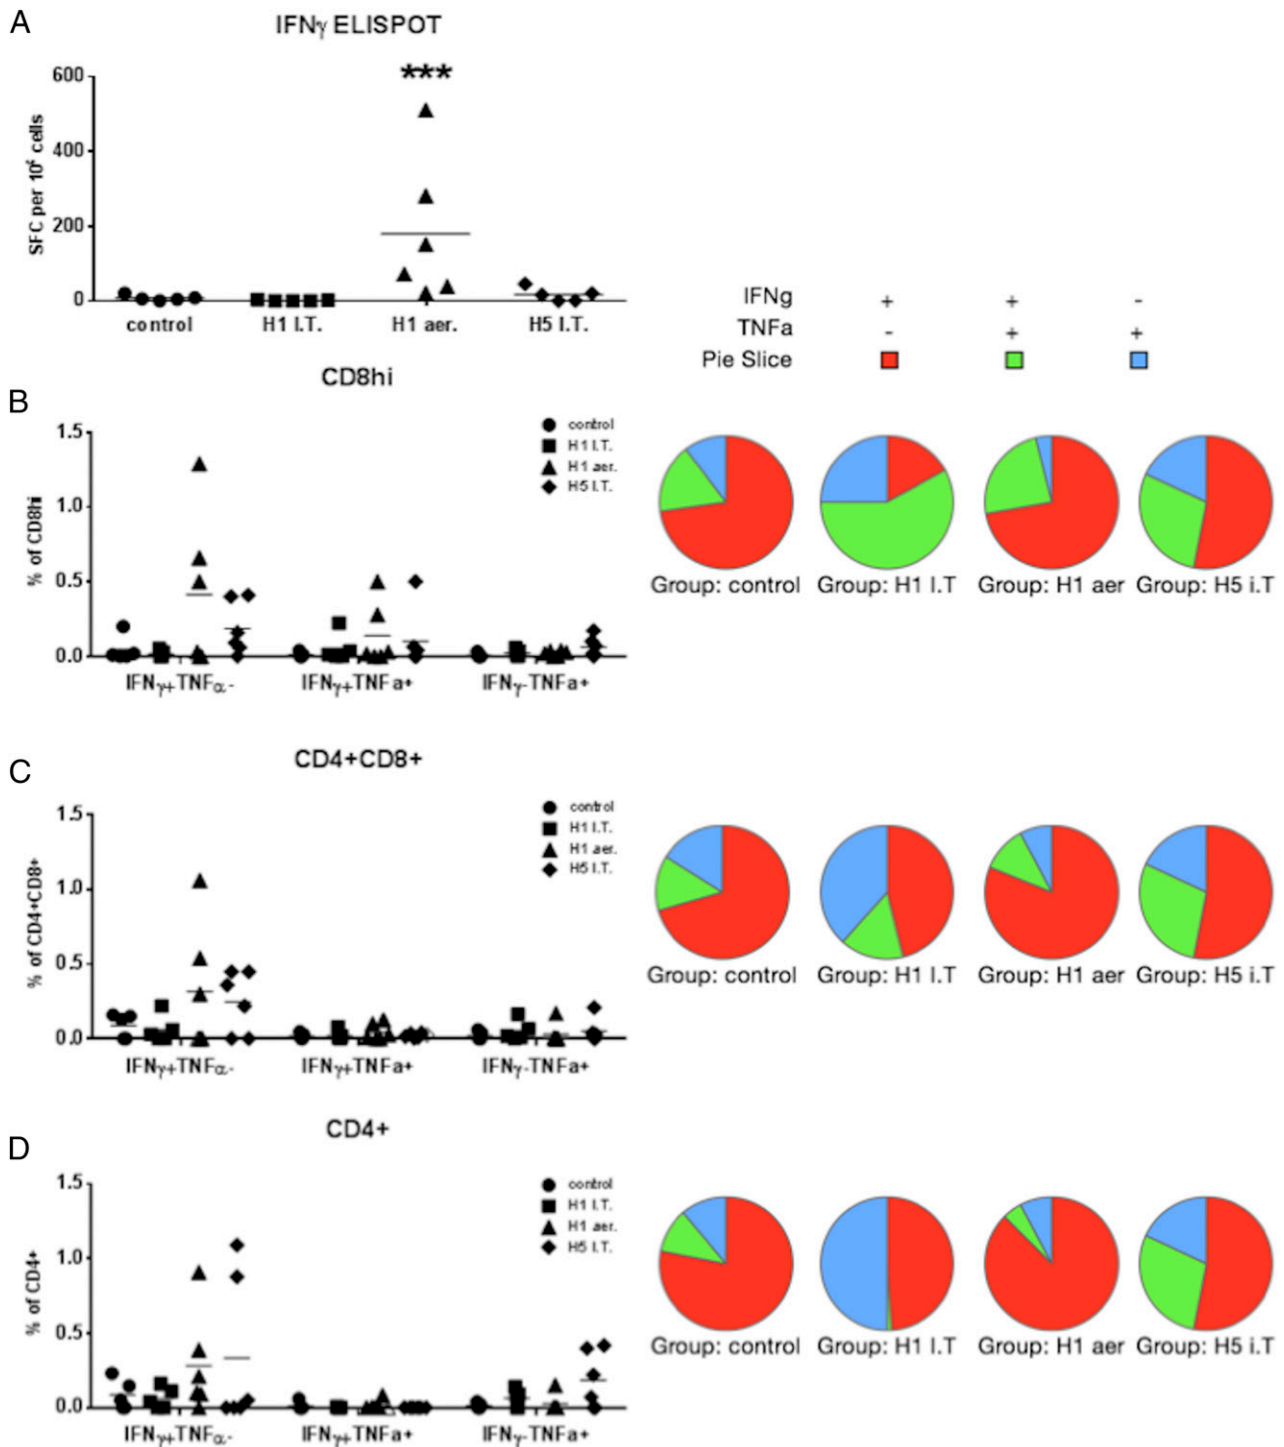 A
IFNγ ELISPOT
***
SFC per 10⁶ cells
600
400
200
0
control H1 I.T. H1 aer. H5 I.T.
IFNg + + -
TNFa - + +
Pie Slice
CD8hi
B
% of CD8hi
1.5
1.0
0.5
0.0
control
H1 I.T.
H1 aer.
H5 I.T.
IFNγ+TNFα- IFNγ+TNFa+ IFNγ-TNFa+
Group: control Group: H1 I.T Group: H1 aer Group: H5 i.T
CD4+CD8+
C
% of CD4+CD8+
1.5
1.0
0.5
0.0
control
H1 I.T.
H1 aer.
H5 I.T.
IFNγ+TNFα- IFNγ+TNFa+ IFNγ-TNFa+
Group: control Group: H1 I.T Group: H1 aer Group: H5 i.T
CD4+
D
% of CD4+
1.5
1.0
0.5
0.0
control
H1 I.T.
H1 aer.
H5 I.T.
IFNγ+TNFα- IFNγ+TNFa+ IFNγ-TNFa+
Group: control Group: H1 I.T Group: H1 aer Group: H5 i.T